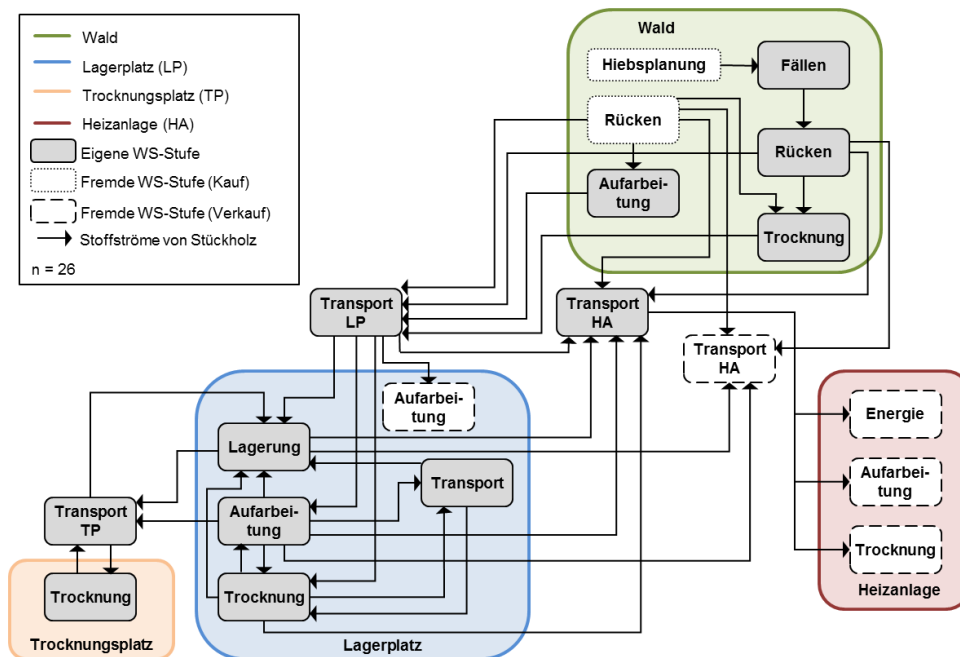 Wald
Lagerplatz (LP)
Trocknungsplatz (TP)
Heizanlage (HA)
Eigene WS-Stufe
Fremde WS-Stufe (Kauf)
Fremde WS-Stufe (Verkauf)
Stoffströme von Stückholz
n = 26
Wald
Hiebsplanung
Fällen
Rücken
Rücken
Aufarbei-
tung
Trocknung
Transport
LP
Transport
HA
Transport
HA
Aufarbei-
tung
Energie
Lagerung
Transport
Aufarbei-
tung
Aufarbei-
tung
Transport
TP
Trocknung
Trocknung
Trocknung
Heizanlage
Trocknungsplatz
Lagerplatz